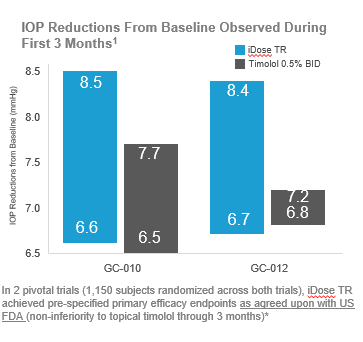 IOP Reductions From Baseline Observed During
First 3 Months¹
iDose TR
Timolol 0.5% BID
IOP Reductions from Baseline (mmHg)
8.5
8.0
7.5
7.0
6.5
8.5
6.6
7.7
6.5
8.4
6.7
7.2
6.8
GC-010
GC-012
In 2 pivotal trials (1,150 subjects randomized across both trials), iDose TR
achieved pre-specified primary efficacy endpoints as agreed upon with US
FDA (non-inferiority to topical timolol through 3 months)*